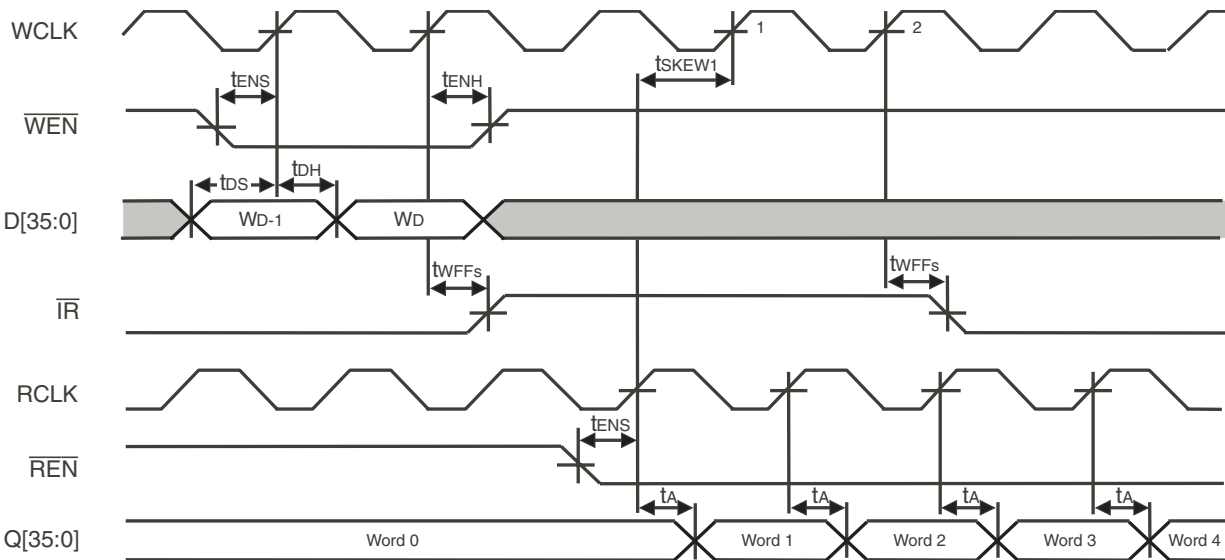 WCLK 1 2
tSKEW1
tENS tENH
WEN
tDS tDH
D[35:0] WD-1 WD
tWFFs tWFFs
IR
RCLK
tENS
REN
tA tA tA tA
Q[35:0] Word 0 Word 1 Word 2 Word 3 Word 4